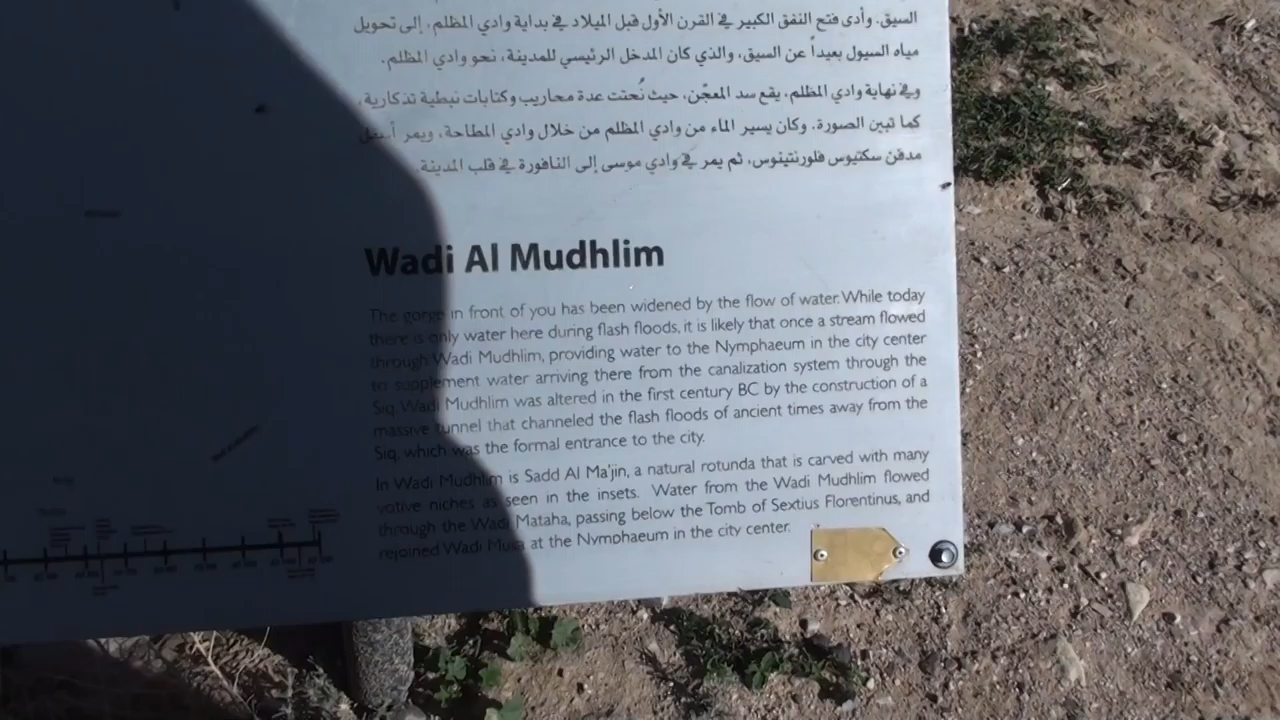 السيق. وأدى فتح النفق الكبير في القرن الأول قبل الميلاد في بداية وادي المظلم، إلى تحويل
مياه السيول بعيداً عن السيق، والذي كان المدخل الرئيسي للمدينة، نحو وادي المظلم.
وفي نهاية وادي المظلم، يقع سد المعجّن، حيث نُحتت عدة محاريب وكتابات نبطية تذكارية،
كما تبين الصورة. وكان يسير الماء من وادي المظلم من خلال وادي المطاحة، ويمر أسفل
مدفن سكتيوس فلورنتينوس، ثم يمر في وادي موسى إلى النافورة في قلب المدينة.
Wadi Al Mudhlim
The gorge in front of you has been widened by the flow of water. While today
there is only water here during flash floods, it is likely that once a stream flowed
through Wadi Mudhlim, providing water to the Nymphaeum in the city center
to supplement water arriving there from the canalization system through the
Siq. Wadi Mudhlim was altered in the first century BC by the construction of a
massive tunnel that channeled the flash floods of ancient times away from the
Siq, which was the formal entrance to the city.
In Wadi Mudhlim is Sadd Al Ma'jin, a natural rotunda that is carved with many
votive niches as seen in the insets. Water from the Wadi Mudhlim flowed
through the Wadi Mataha, passing below the Tomb of Sextius Florentinus, and
rejoined Wadi Musa at the Nymphaeum in the city center.